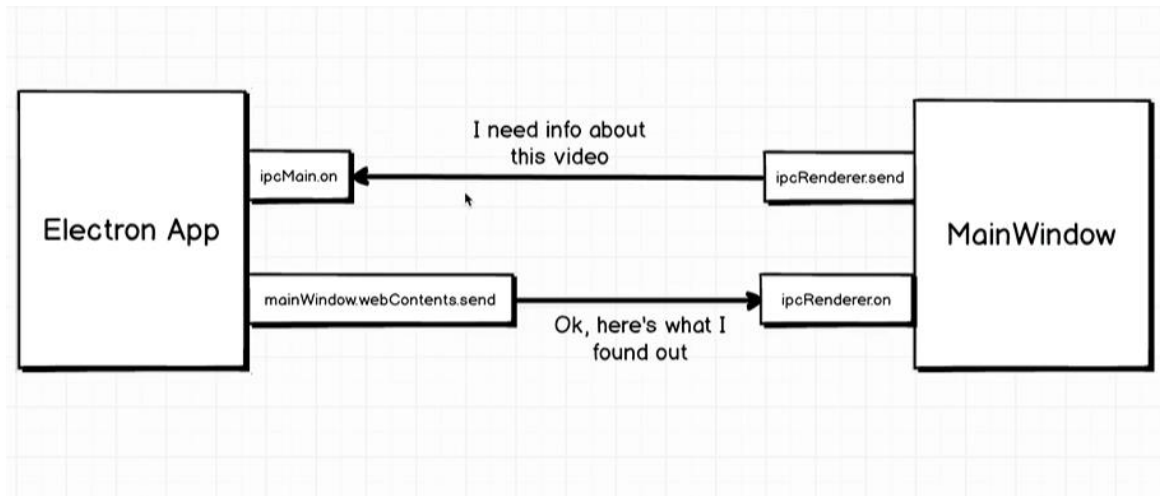 I need info about
this video
ipcMain.on
ipcRenderer.send
Electron App
MainWindow
mainWindow.webContents.send
ipcRenderer.on
Ok, here's what I
found out